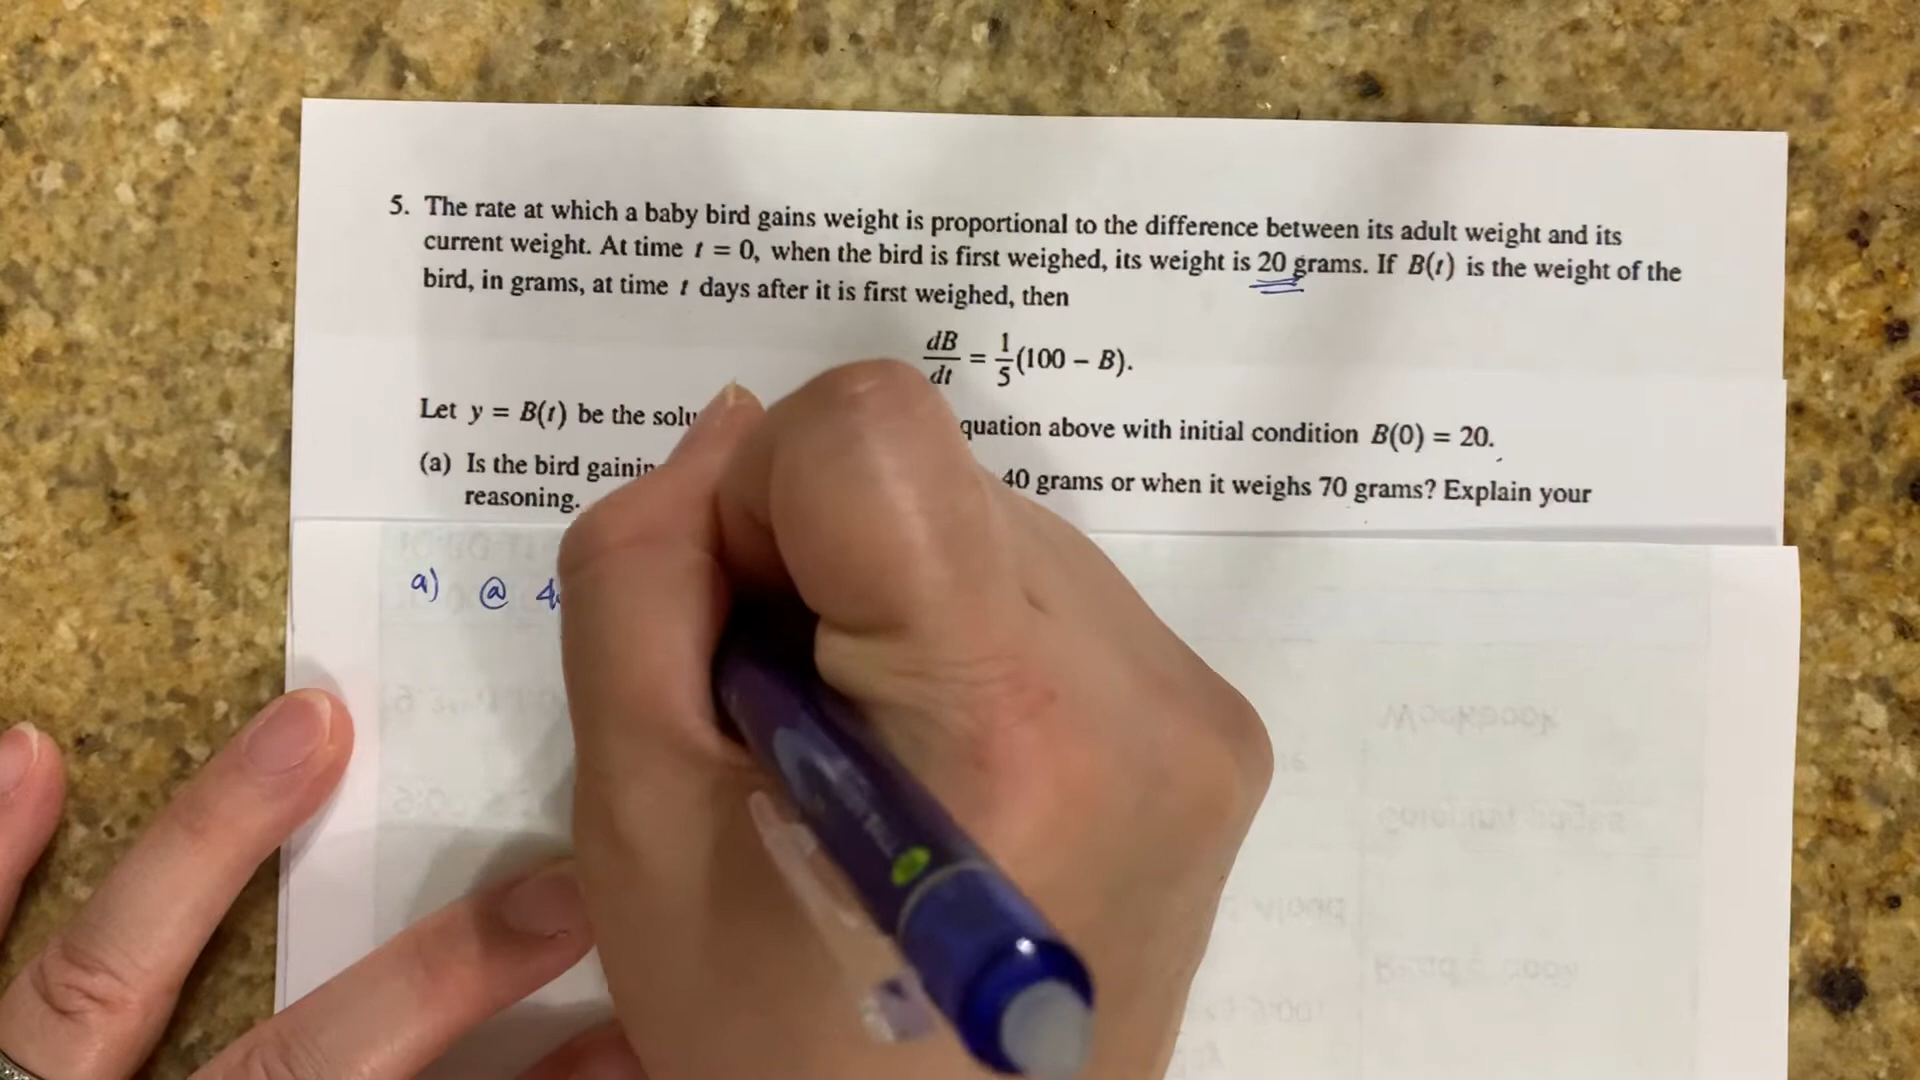 5. The rate at which a baby bird gains weight is proportional to the difference between its adult weight and its
current weight. At time t = 0, when the bird is first weighed, its weight is 20 grams. If B(t) is the weight of the
bird, in grams, at time t days after it is first weighed, then
dB/dt = 1/5(100 – B).
Let y = B(t) be the solu quation above with initial condition B(0) = 20.
(a) Is the bird gainin 40 grams or when it weighs 70 grams? Explain your
reasoning.
a) @ 4